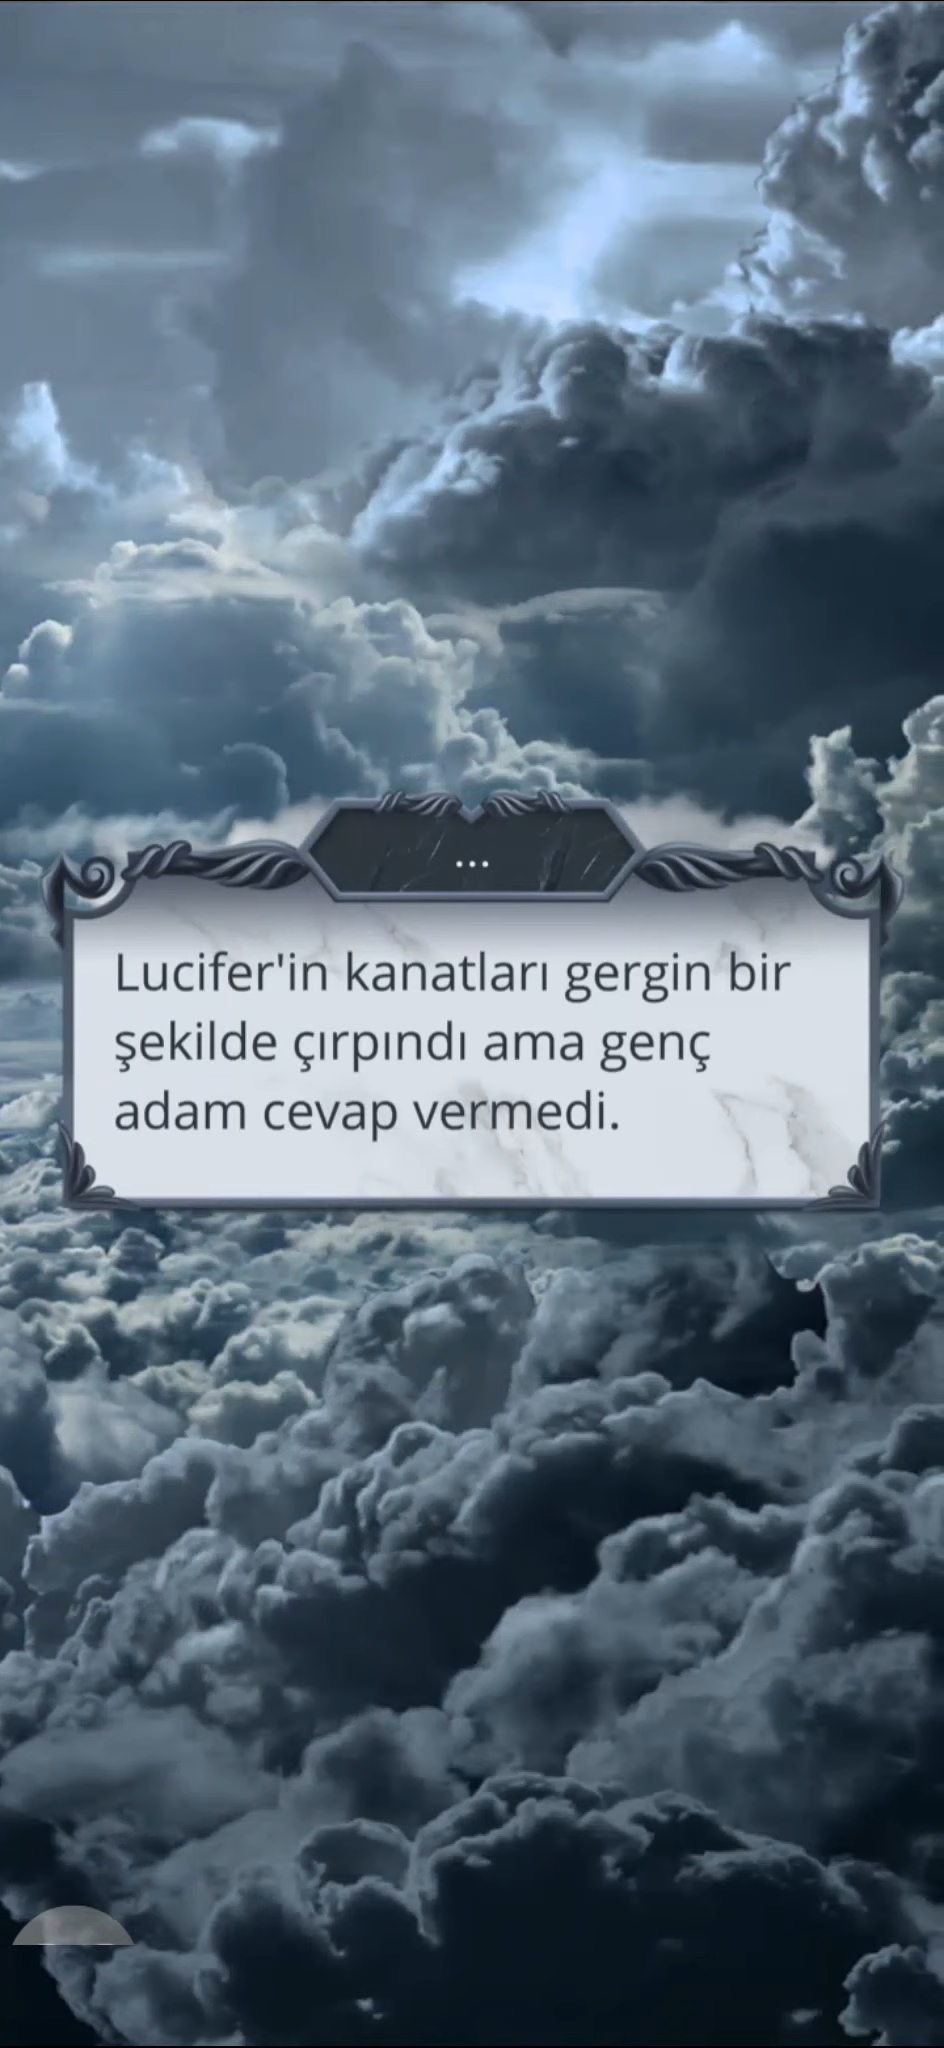 ...
Lucifer'in kanatları gergin bir
şekilde çırpındı ama genç
adam cevap vermedi.